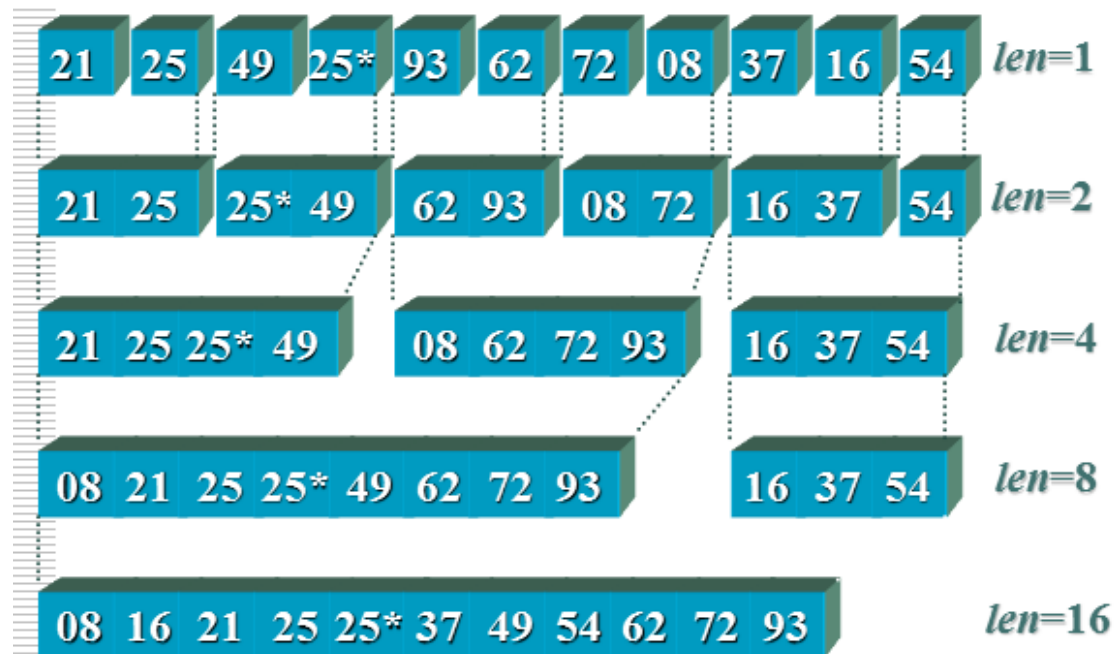 21 25 49 25* 93 62 72 08 37 16 54 len=1
21 25 25* 49 62 93 08 72 16 37 54 len=2
21 25 25* 49 08 62 72 93 16 37 54 len=4
08 21 25 25* 49 62 72 93 16 37 54 len=8
08 16 21 25 25* 37 49 54 62 72 93 len=16